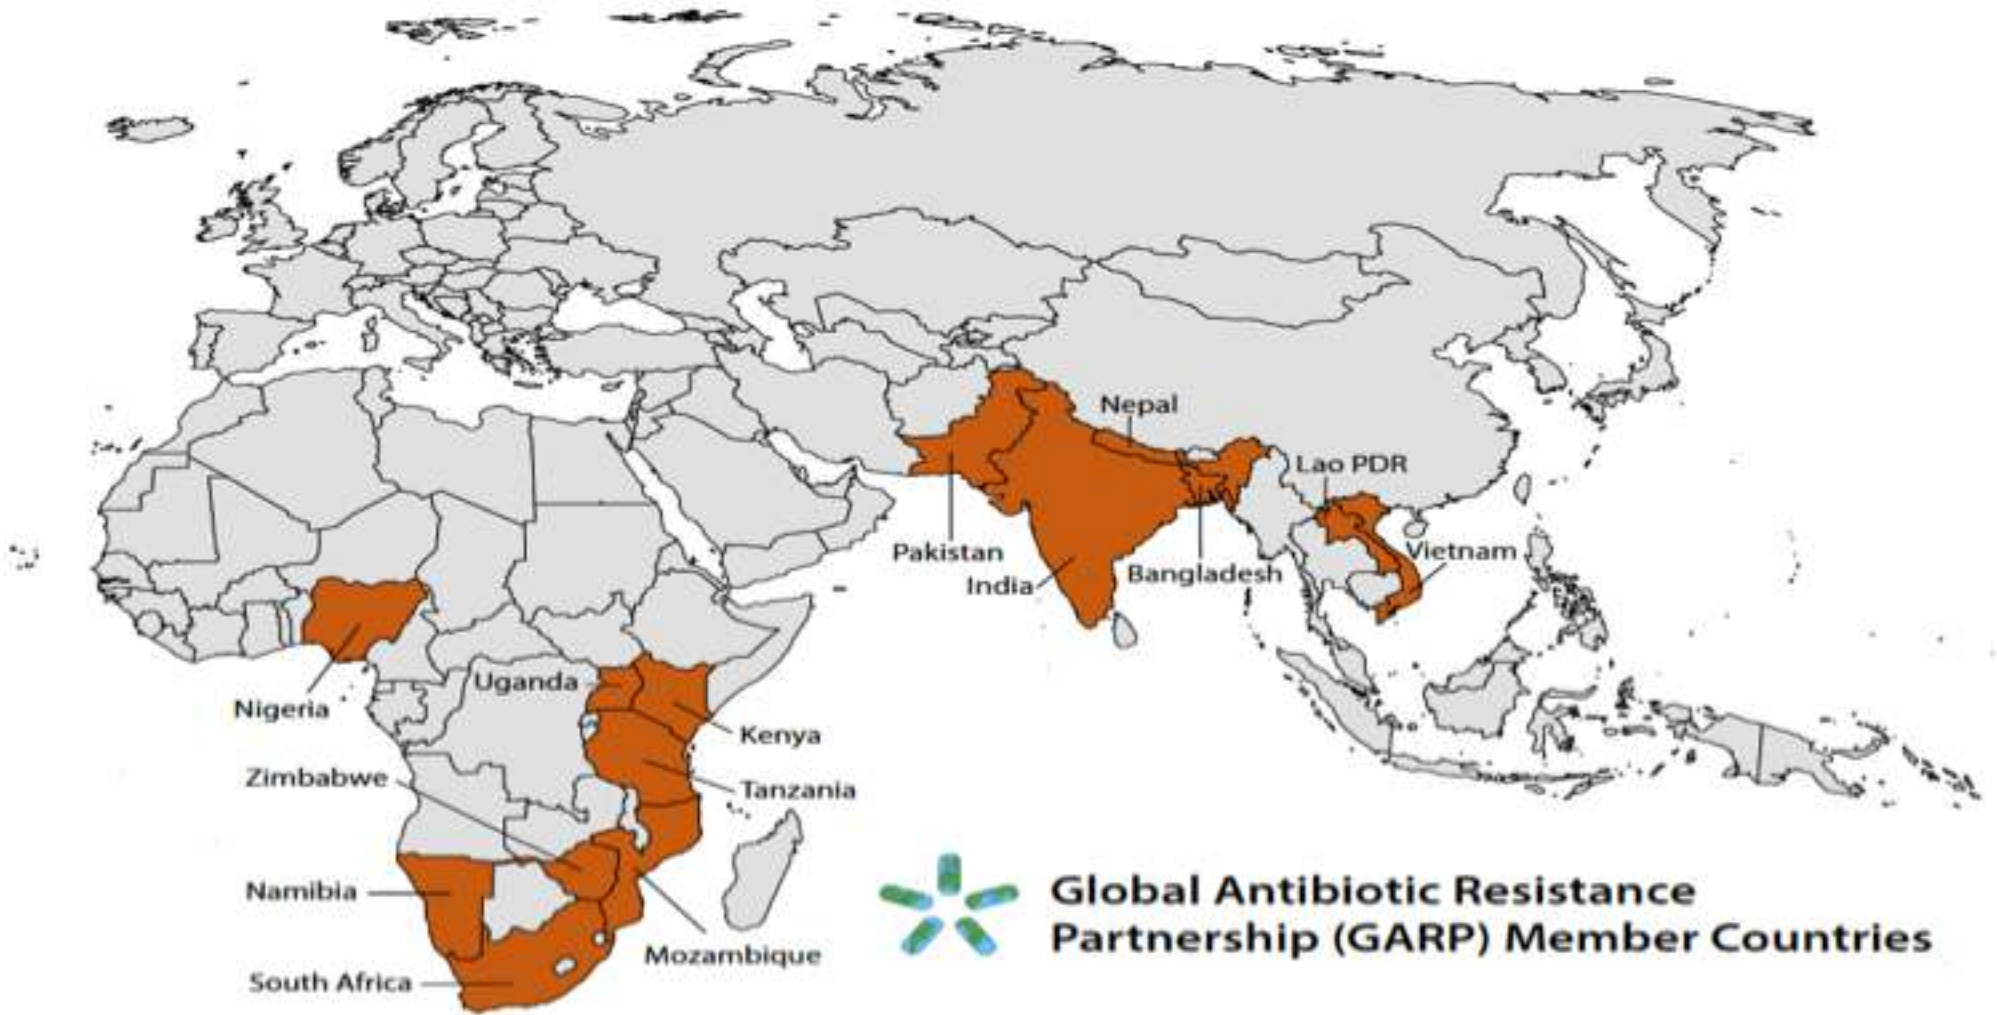 Nepal
Lao PDR
Pakistan
India
Bangladesh
Vietnam
Uganda
Nigeria
Kenya
Zimbabwe
Tanzania
Namibia
Mozambique
South Africa
Global Antibiotic Resistance
Partnership (GARP) Member Countries